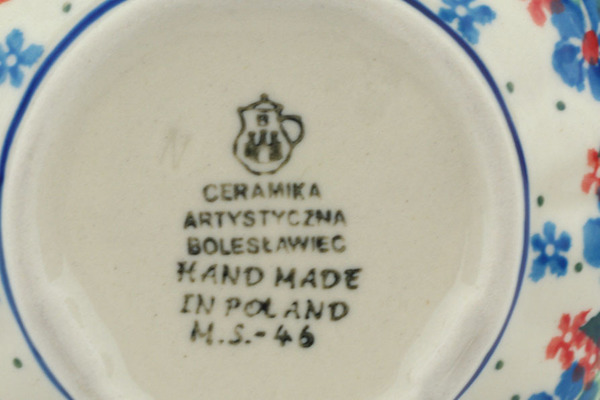 CERAMIKA
ARTYSTYCZNA
BOLESŁAWIEC
HAND MADE
IN POLAND
M.S.-46